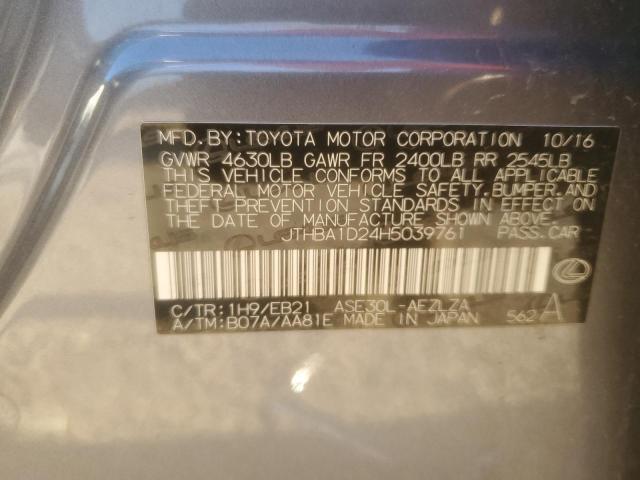 MFD. BY: TOYOTA MOTOR CORPORATION 10/16
GVWR 4630LB GAWR FR 2400LB RR 2545LB
THIS VEHICLE CONFORMS TO ALL APPLICABLE
FEDERAL MOTOR VEHICLE SAFETY, BUMPER, AND
THEFT PREVENTION STANDARDS IN EFFECT ON
THE DATE OF MANUFACTURE SHOWN ABOVE.
JTHBA1D24H5039761 PASS. CAR
C/TR: 1H9/EB21 ASE30L-AEZLZA
A/TM: B07A/AA81E MADE IN JAPAN 562 A